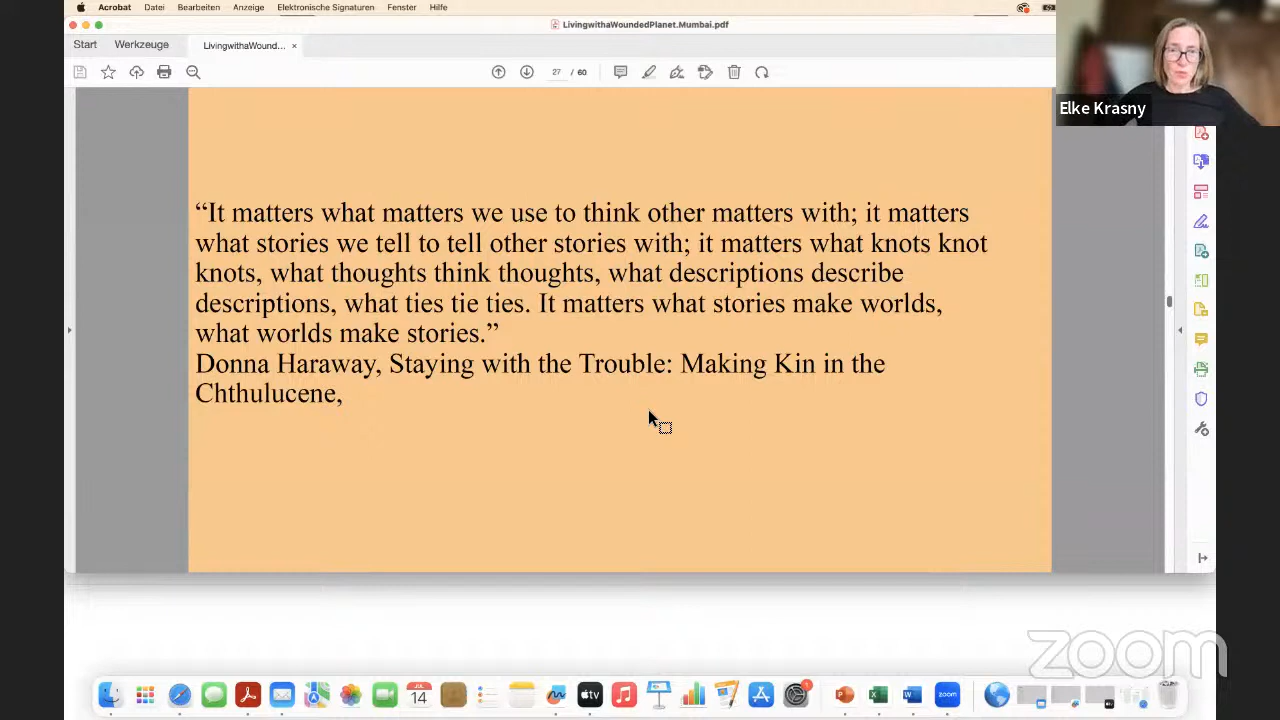 Acrobat Datei Bearbeiten Anzeige Elektronische Signaturen Fenster Hilfe
LivingwithaWoundedPlanet.Mumbai.pdf
Start Werkzeuge LivingwithaWound... ×
27 / 60
Elke Krasny
“It matters what matters we use to think other matters with; it matters
what stories we tell to tell other stories with; it matters what knots knot
knots, what thoughts think thoughts, what descriptions describe
descriptions, what ties tie ties. It matters what stories make worlds,
what worlds make stories.”
Donna Haraway, Staying with the Trouble: Making Kin in the
Chthulucene,
zoom
14
tv
zoom